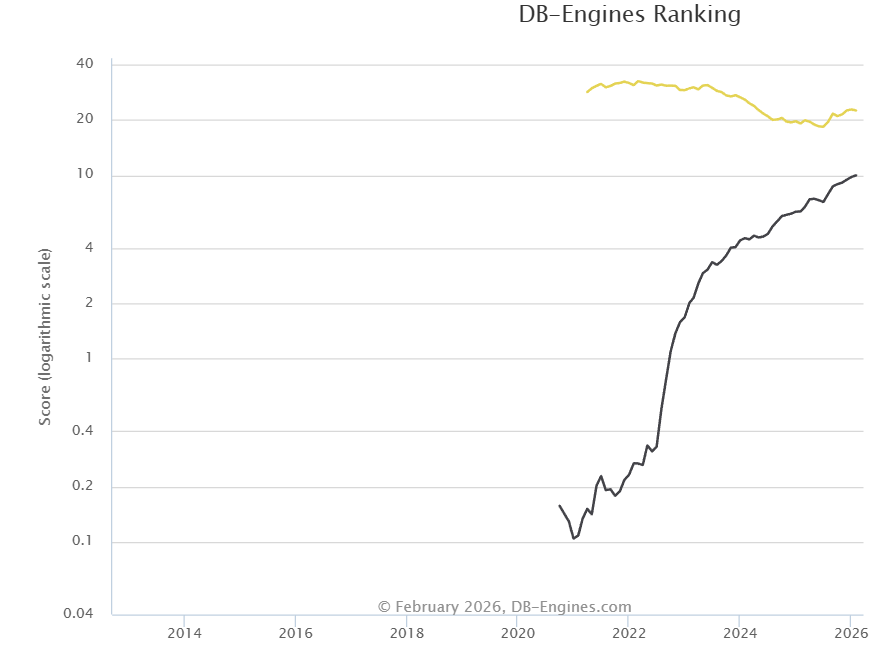 DB-Engines Ranking
Score (logarithmic scale)
40
20
10
4
2
1
0.4
0.2
0.1
0.04
© February 2026, DB-Engines.com
2014 2016 2018 2020 2022 2024 2026